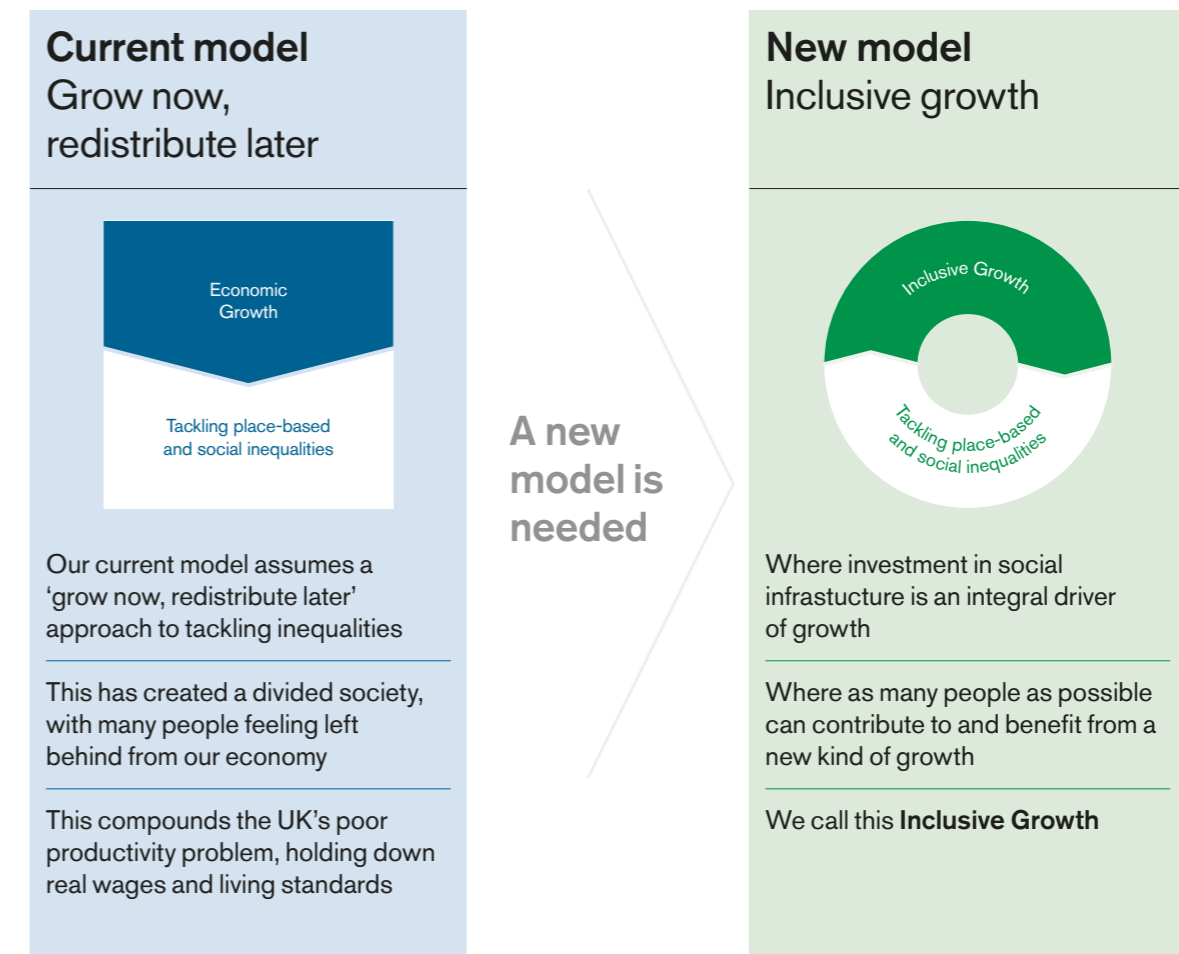 Current model
Grow now,
redistribute later
Economic
Growth
Tackling place-based
and social inequalities
Our current model assumes a
‘grow now, redistribute later’
approach to tackling inequalities
This has created a divided society,
with many people feeling left
behind from our economy
This compounds the UK’s poor
productivity problem, holding down
real wages and living standards
A new
model is
needed
New model
Inclusive growth
Inclusive Growth
Tackling place-based
and social inequalities
Where investment in social
infrastucture is an integral driver
of growth
Where as many people as possible
can contribute to and benefit from a
new kind of growth
We call this Inclusive Growth